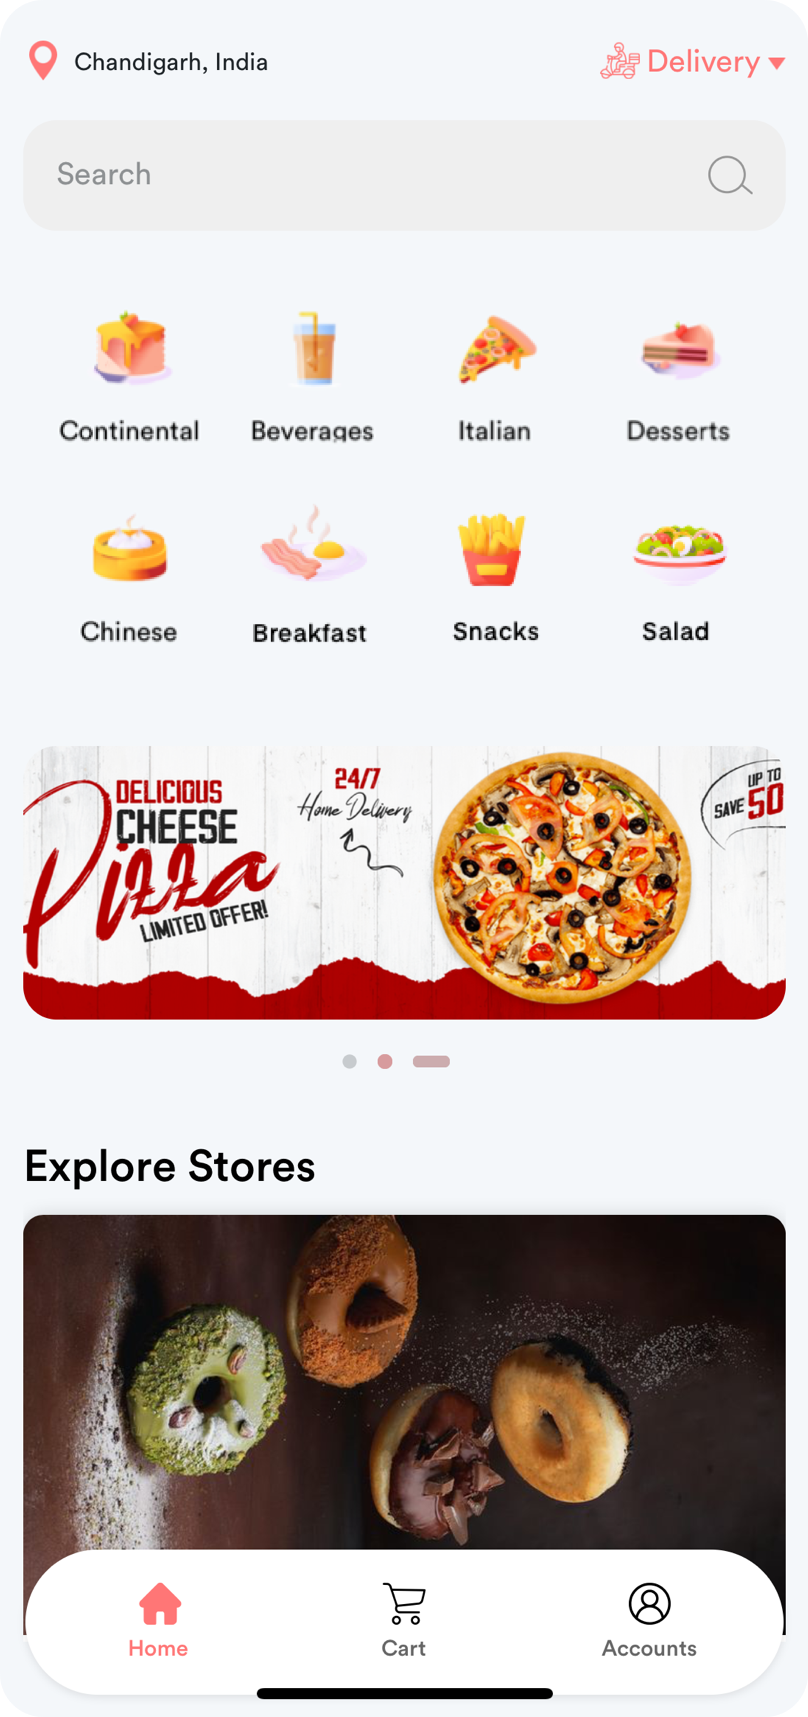 Chandigarh, India
Delivery
Search
Continental Beverages Italian Desserts
Chinese Breakfast Snacks Salad
DELICIOUS
CHEESE
Pizza
LIMITED OFFER!
24/7
Home Delivery
UP TO
SAVE 50
Explore Stores
Home Cart Accounts